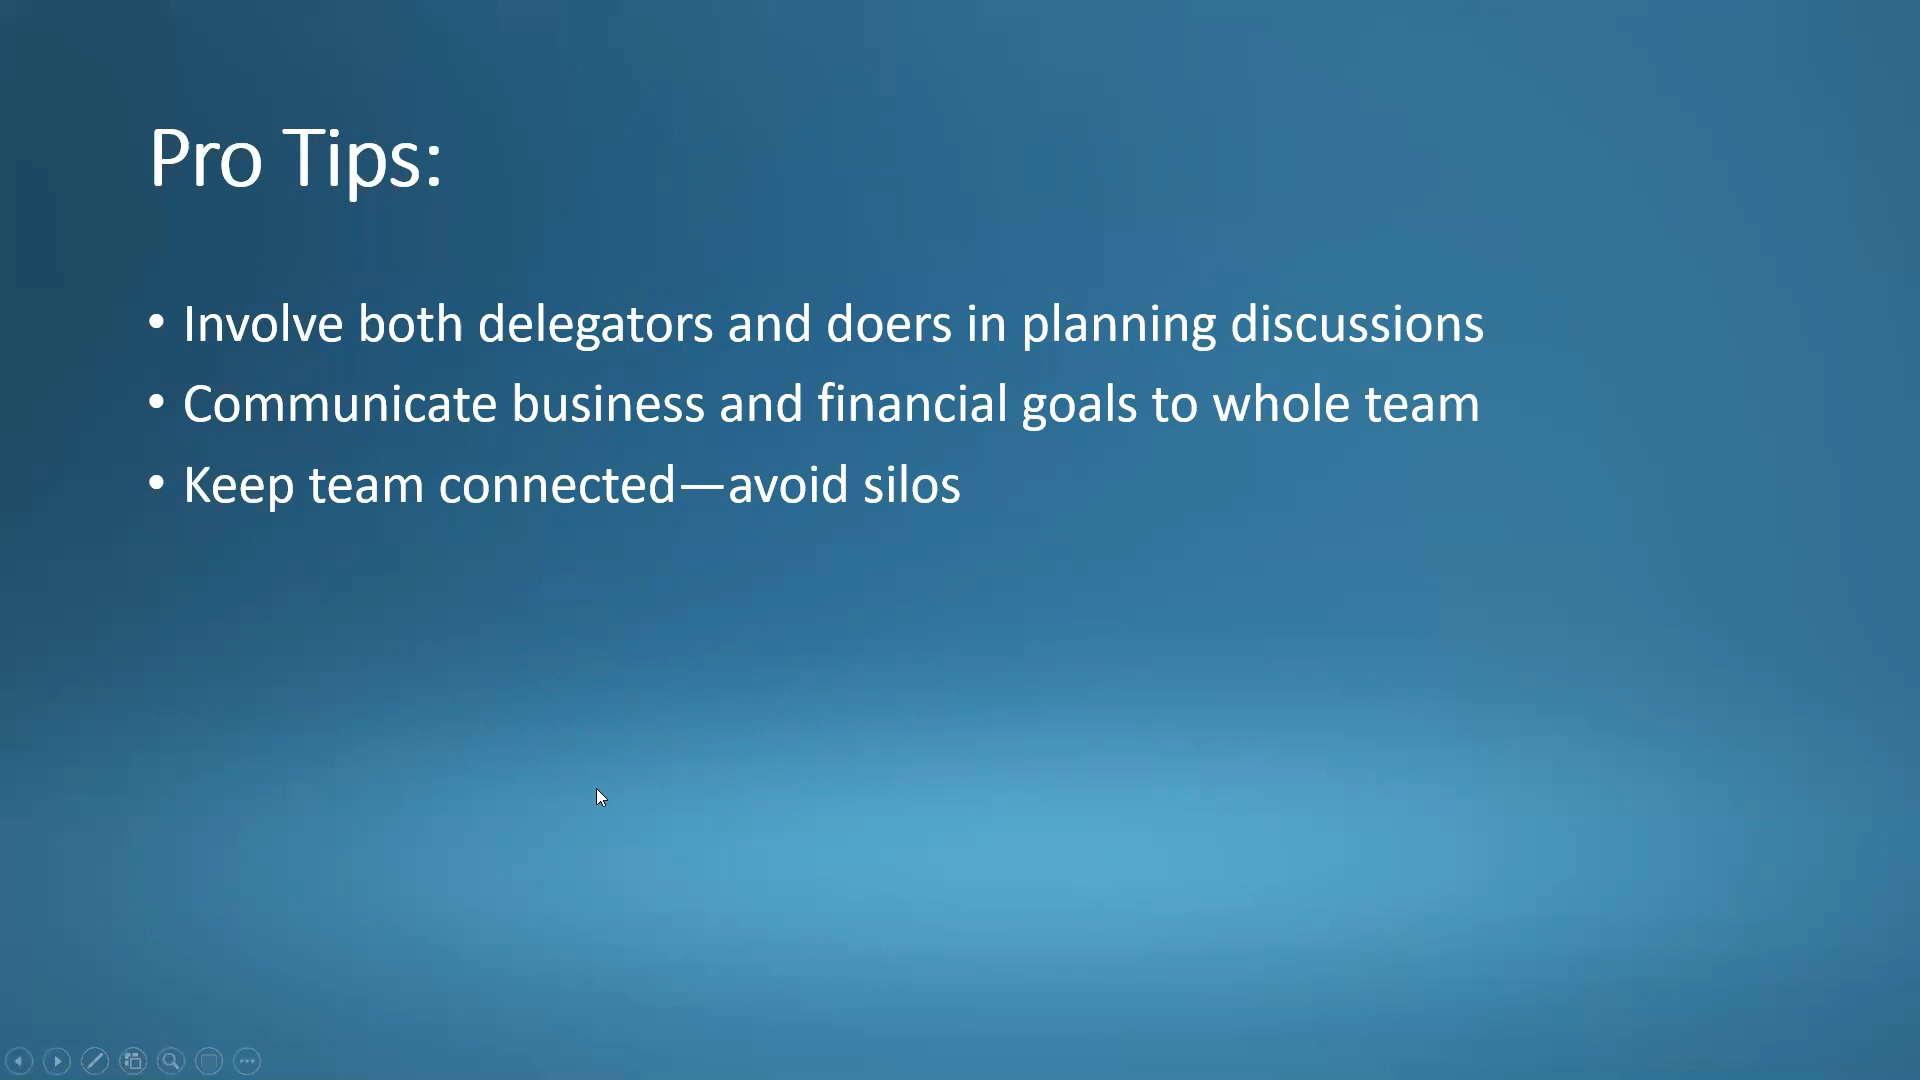 Pro Tips:
• Involve both delegators and doers in planning discussions
• Communicate business and financial goals to whole team
• Keep team connected—avoid silos